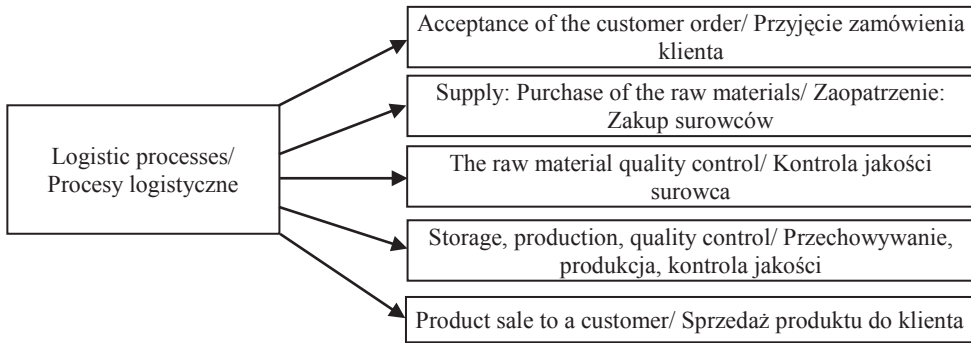 Logistic processes/
Procesy logistyczne
Acceptance of the customer order/ Przyjęcie zamówienia
klienta
Supply: Purchase of the raw materials/ Zaopatrzenie:
Zakup surowców
The raw material quality control/ Kontrola jakości
surowca
Storage, production, quality control/ Przechowywanie,
produkcja, kontrola jakości
Product sale to a customer/ Sprzedaż produktu do klienta